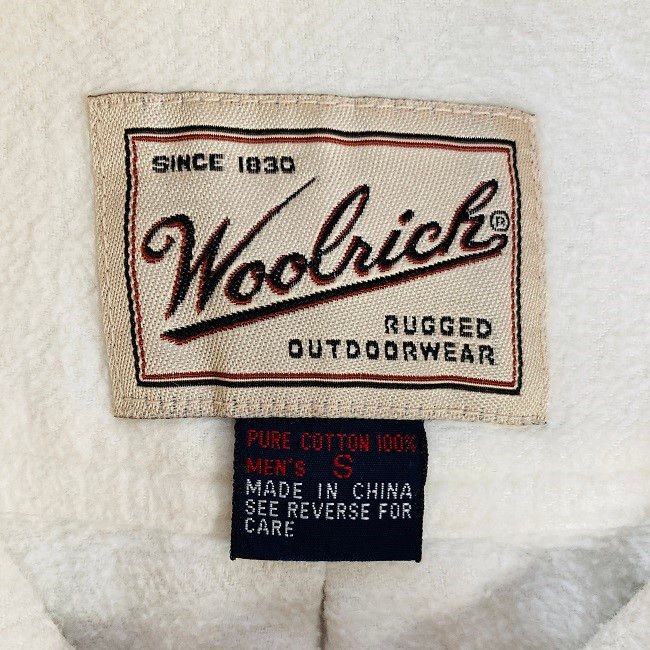 SINCE 1830
Woolrich®
RUGGED
OUTDOORWEAR
PURE COTTON 100%
MEN'S S
MADE IN CHINA
SEE REVERSE FOR
CARE